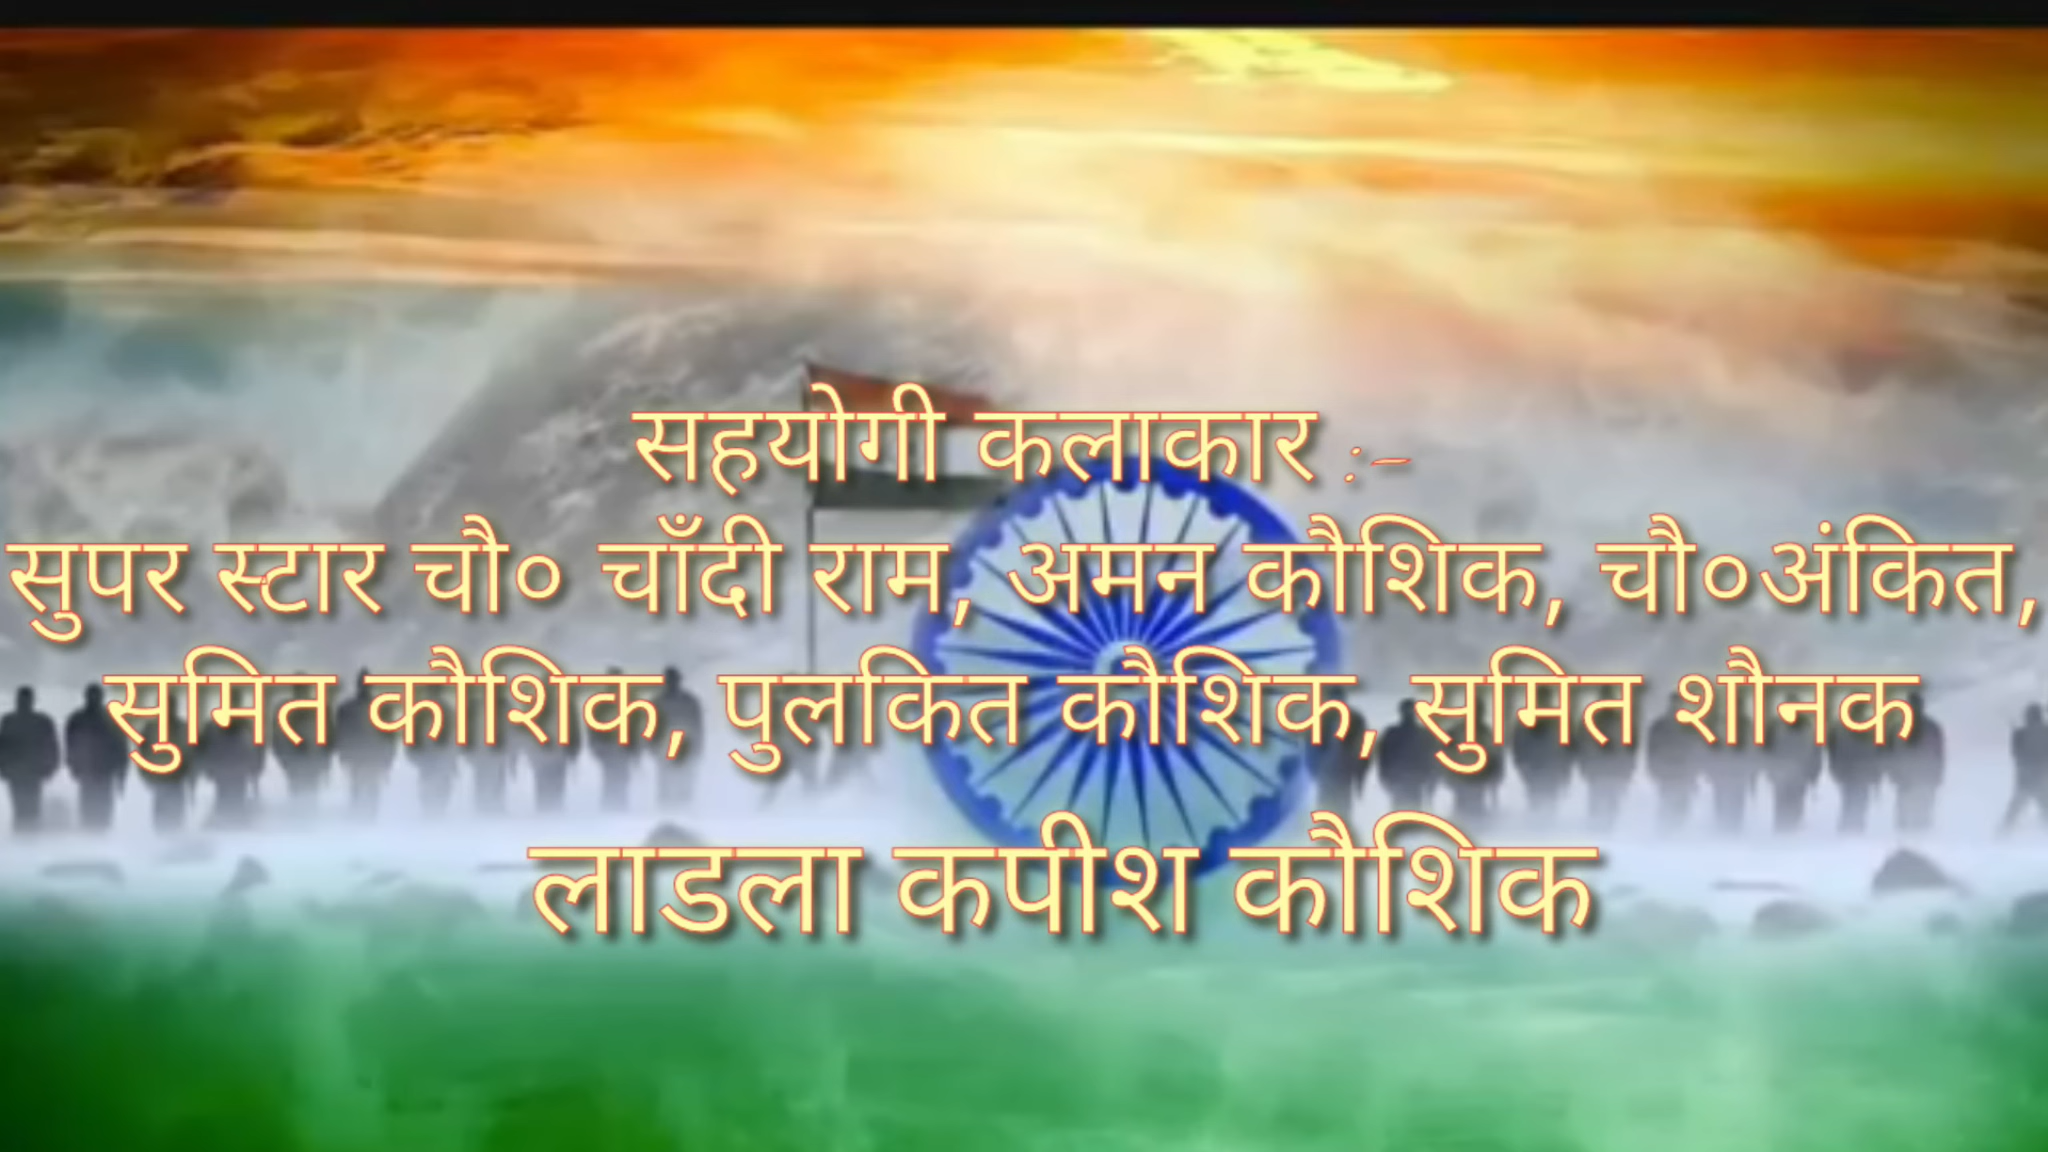 सहयोगी कलाकार :-
सुपर स्टार चौ० चाँदी राम, अमन कौशिक, चौ०अंकित,
सुमित कौशिक, पुलकित कौशिक, सुमित शौनक
लाडला कपीश कौशिक